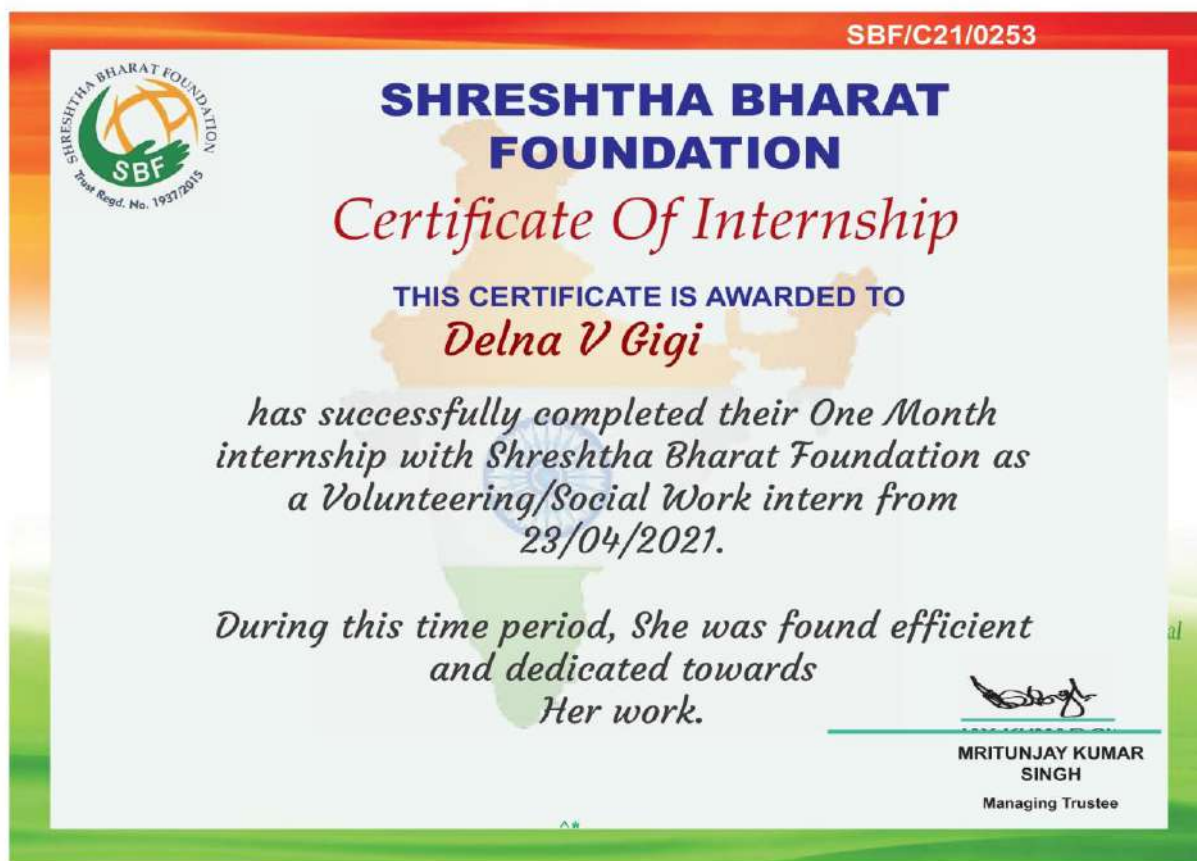 SBF/C21/0253
SHRESHTHA BHARAT FOUNDATION
SBF
Trust Regd. No. 1937/2015
SHRESHTHA BHARAT
FOUNDATION
Certificate Of Internship
THIS CERTIFICATE IS AWARDED TO
Delna V Gigi
has successfully completed their One Month
internship with Shreshtha Bharat Foundation as
a Volunteering/Social Work intern from
23/04/2021.
During this time period, She was found efficient
and dedicated towards
Her work.
al
MRITUNJAY KUMAR
SINGH
Managing Trustee
^*